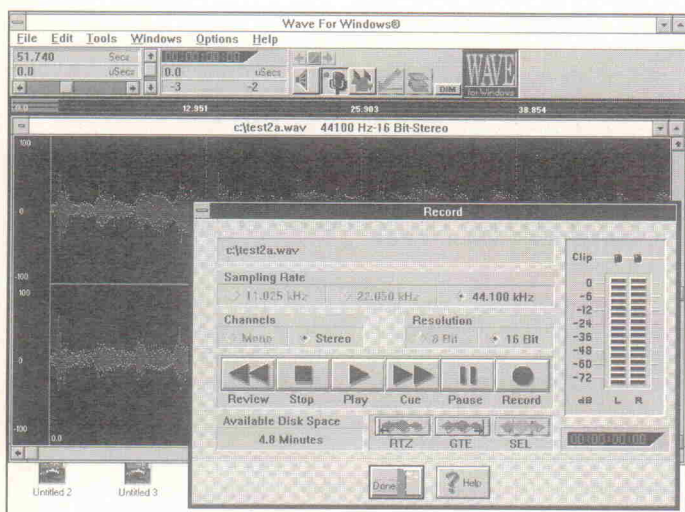 Wave For Windows®
File Edit Tools Windows Options Help
51.740 Secs 00:00:00:00
0.0 uSecs 0.0 uSecs
-3 -2
DIM
WAVE
for Windows
0.0 12.951 25.903 38.854
c:\test2a.wav 44100 Hz-16 Bit-Stereo
100
0
-100
100
0
-100
0.0
Record
c:\test2a.wav
Sampling Rate
11.025 kHz 22.050 kHz 44.100 kHz
Channels Resolution
Mono Stereo 8 Bit 16 Bit
Review Stop Play Cue Pause Record
Available Disk Space
4.8 Minutes
RTZ GTE SEL
Clip
0
-6
-12
-24
-36
-48
-60
-72
dB L R
00:00:00:00
Done ? Help
Untitled 2 Untitled 3